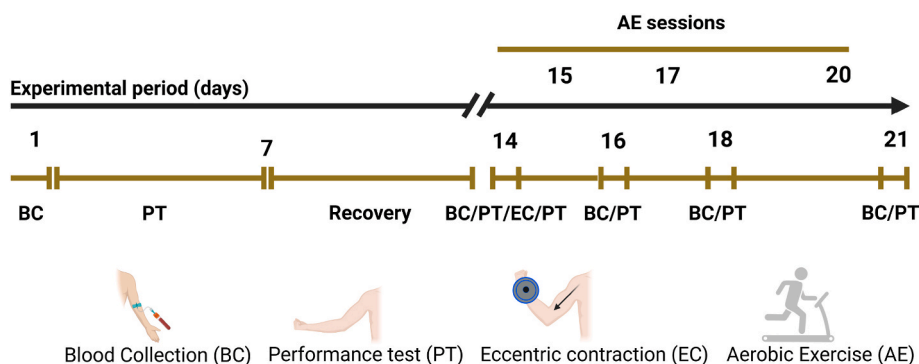 AE sessions
15 17 20
Experimental period (days)
1 7 14 16 18 21
BC PT Recovery BC/PT/EC/PT BC/PT BC/PT BC/PT
Blood Collection (BC) Performance test (PT) Eccentric contraction (EC) Aerobic Exercise (AE)